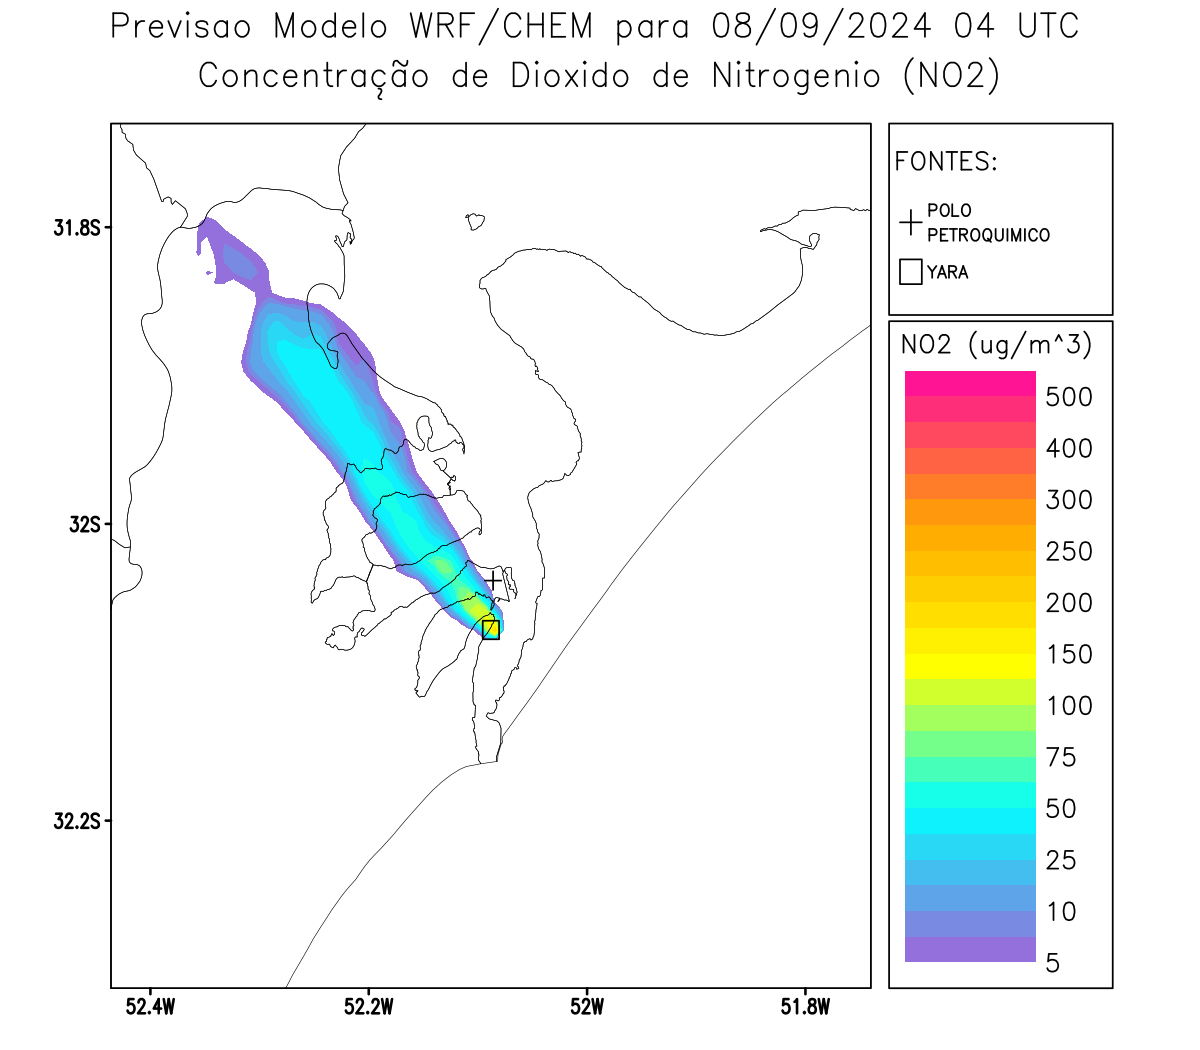 Previsao Modelo WRF/CHEM para 08/09/2024 04 UTC
Concentração de Dioxido de Nitrogenio (NO2)
FONTES:
POLO
PETROQUIMICO
YARA
NO2 (ug/m^3)
500
400
300
250
200
150
100
75
50
25
10
5
31.8S
32S
32.2S
52.4W
52.2W
52W
51.8W